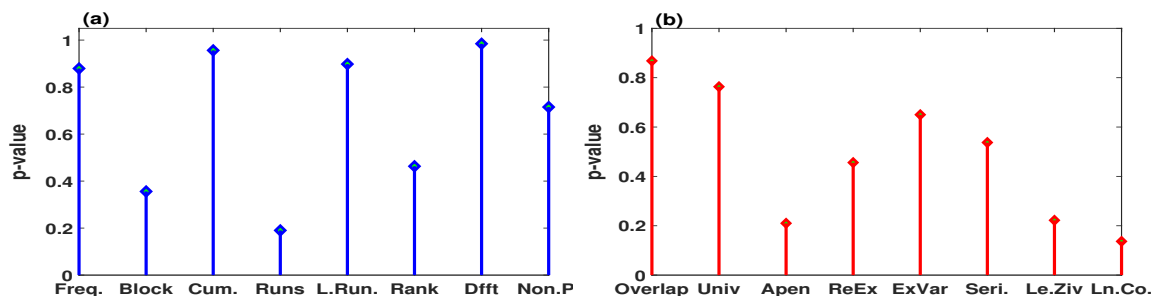 (a)
p-value
1
0.8
0.6
0.4
0.2
0
Freq. Block Cum. Runs L.Run. Rank Dfft Non.P
(b)
p-value
1
0.8
0.6
0.4
0.2
0
Overlap Univ Apen ReEx ExVar Seri. Le.Ziv Ln.Co.